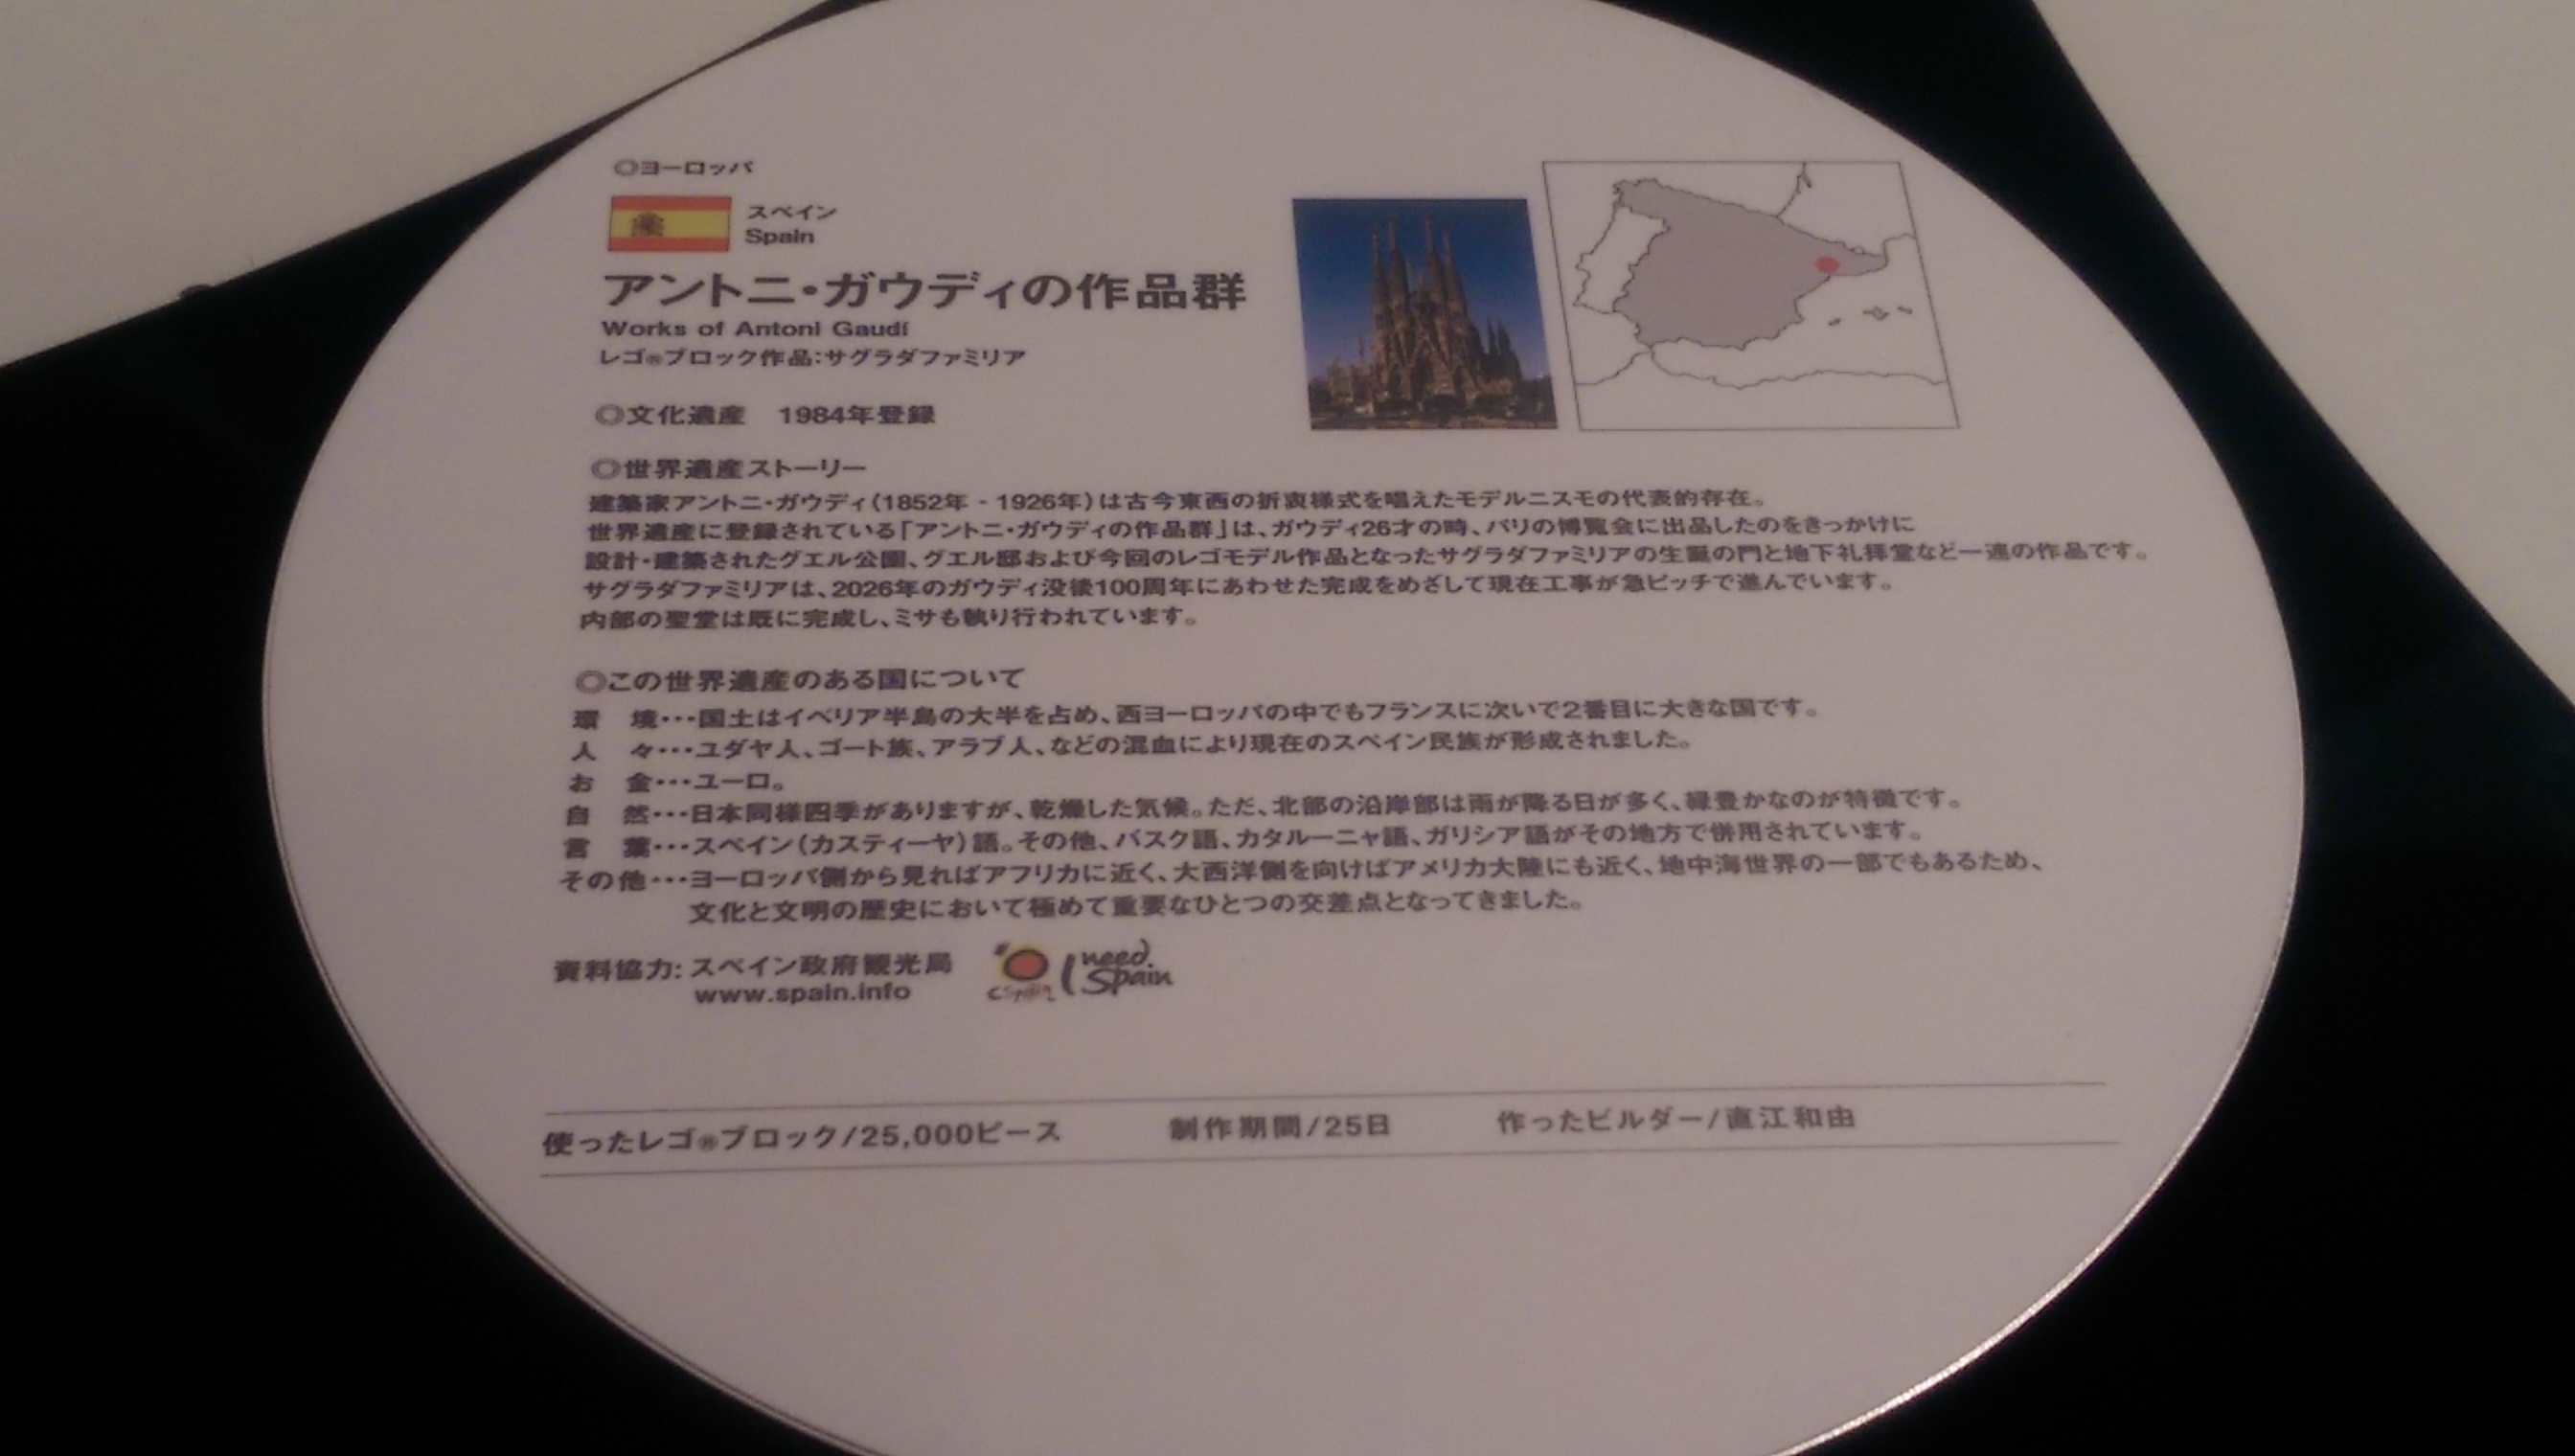 ◎ヨーロッパ
スペイン
Spain
アントニ・ガウディの作品群
Works of Antoni Gaudí
レゴ®ブロック作品：サグラダファミリア
◎文化遺産　1984年登録
◎世界遺産ストーリー
建築家アントニ・ガウディ（1852年 - 1926年）は古今東西の折衷様式を唱えたモデルニスモの代表的存在。
世界遺産に登録されている「アントニ・ガウディの作品群」は、ガウディ26才の時、パリの博覧会に出品したのをきっかけに
設計・建築されたグエル公園、グエル邸および今回のレゴモデル作品となったサグラダファミリアの生誕の門と地下礼拝堂など一連の作品です。
サグラダファミリアは、2026年のガウディ没後100周年にあわせた完成をめざして現在工事が急ピッチで進んでいます。
内部の聖堂は既に完成し、ミサも執り行われています。
◎この世界遺産のある国について
環　境・・・国土はイベリア半島の大半を占め、西ヨーロッパの中でもフランスに次いで2番目に大きな国です。
人　々・・・ユダヤ人、ゴート族、アラブ人、などの混血により現在のスペイン民族が形成されました。
お　金・・・ユーロ。
自　然・・・日本同様四季がありますが、乾燥した気候。ただ、北部の沿岸部は雨が降る日が多く、緑豊かなのが特徴です。
言　葉・・・スペイン（カスティーヤ）語。その他、バスク語、カタルーニャ語、ガリシア語がその地方で併用されています。
その他・・・ヨーロッパ側から見ればアフリカに近く、大西洋側を向けばアメリカ大陸にも近く、地中海世界の一部でもあるため、
文化と文明の歴史において極めて重要なひとつの交差点となってきました。
資料協力：スペイン政府観光局
www.spain.info
España
I need Spain
使ったレゴ®ブロック/25,000ピース　制作期間/25日　作ったビルダー/直江和由